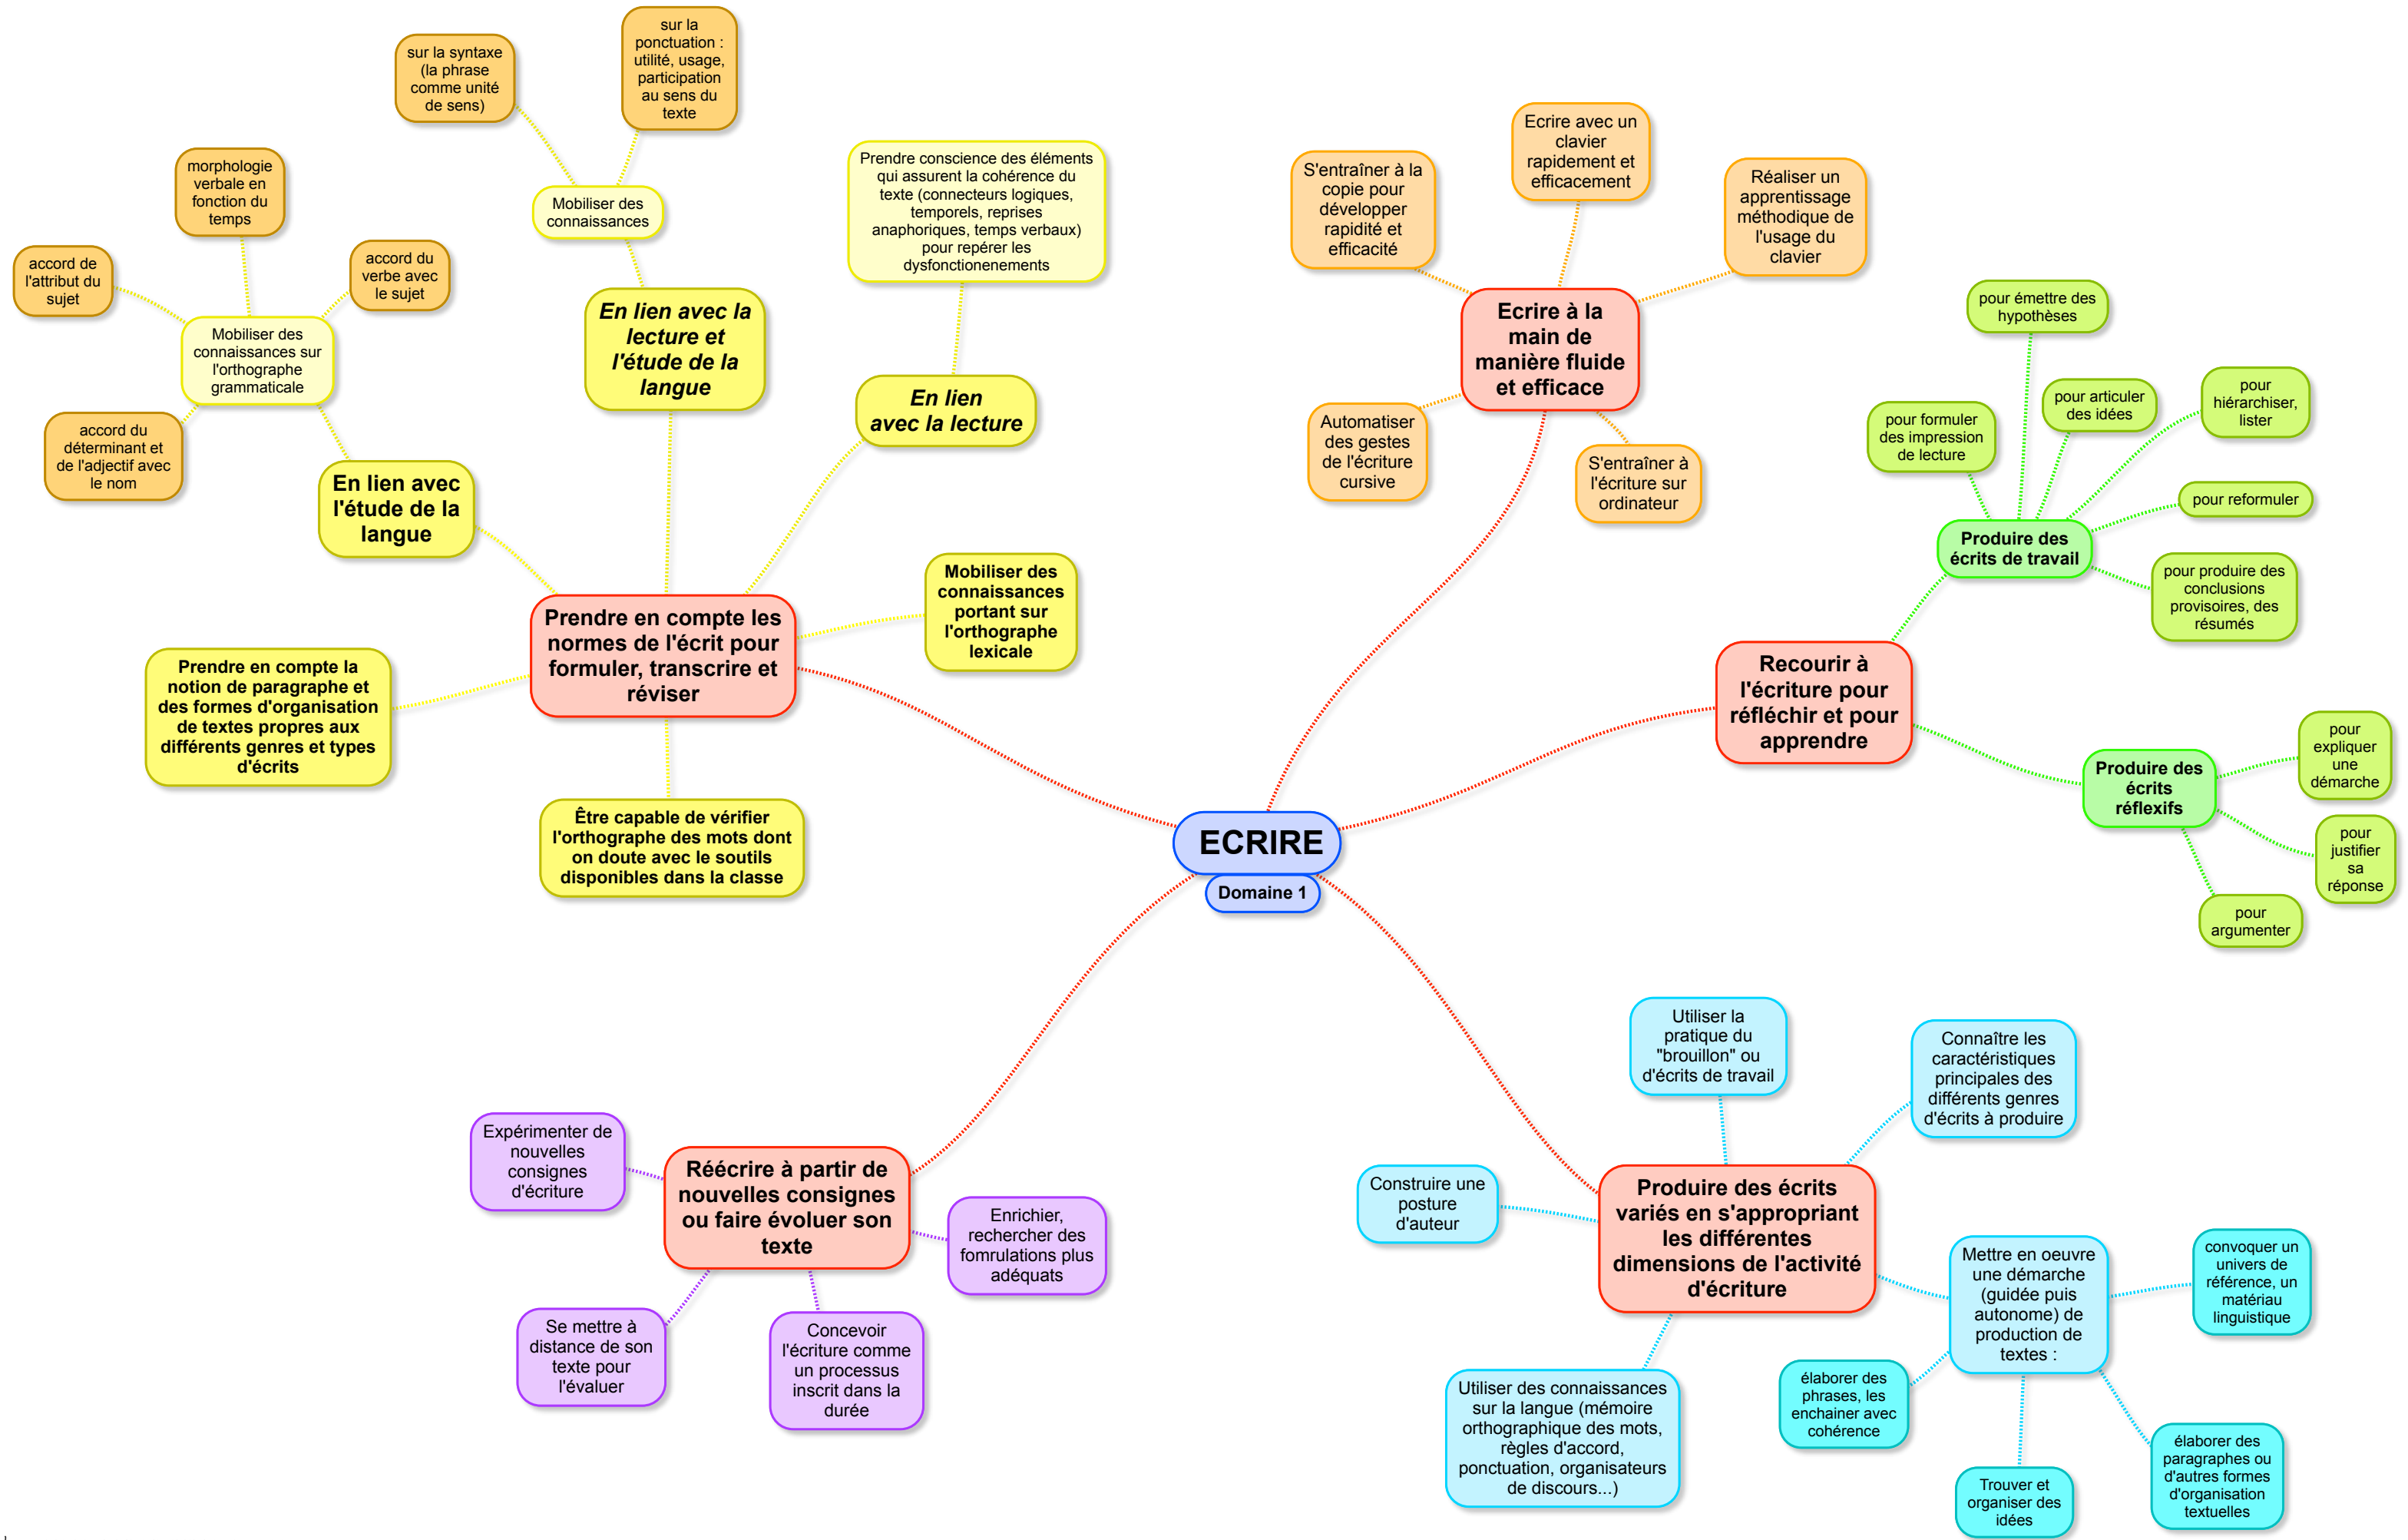 ECRIRE
Domaine 1
Prendre en compte les
normes de l'écrit pour
formuler, transcrire et
réviser
En lien avec
l'étude de la
langue
Mobiliser des
connaissances sur
l'orthographe
grammaticale
accord du
déterminant et
de l'adjectif avec
le nom
accord de
l'attribut du
sujet
morphologie
verbale en
fonction du
temps
accord du
verbe avec
le sujet
En lien avec la
lecture et
l'étude de la
langue
Mobiliser des
connaissances
sur la syntaxe
(la phrase
comme unité
de sens)
sur la
ponctuation :
utilité, usage,
participation
au sens du
texte
En lien
avec la lecture
Prendre conscience des éléments
qui assurent la cohérence du
texte (connecteurs logiques,
temporels, reprises
anaphoriques, temps verbaux)
pour repérer les
dysfonctionenements
Mobiliser des
connaissances
portant sur
l'orthographe
lexicale
Prendre en compte la
notion de paragraphe et
des formes d'organisation
de textes propres aux
différents genres et types
d'écrits
Être capable de vérifier
l'orthographe des mots dont
on doute avec le soutils
disponibles dans la classe
Ecrire à la
main de
manière fluide
et efficace
S'entraîner à la
copie pour
développer
rapidité et
efficacité
Ecrire avec un
clavier
rapidement et
efficacement
Réaliser un
apprentissage
méthodique de
l'usage du
clavier
Automatiser
des gestes
de l'écriture
cursive
S'entraîner à
l'écriture sur
ordinateur
Recourir à
l'écriture pour
réfléchir et pour
apprendre
Produire des
écrits de travail
pour formuler
des impression
de lecture
pour émettre des
hypothèses
pour articuler
des idées
pour
hiérarchiser,
lister
pour reformuler
pour produire des
conclusions
provisoires, des
résumés
Produire des
écrits
réflexifs
pour
expliquer
une
démarche
pour
justifier
sa
réponse
pour
argumenter
Réécrire à partir de
nouvelles consignes
ou faire évoluer son
texte
Expérimenter de
nouvelles
consignes
d'écriture
Se mettre à
distance de son
texte pour
l'évaluer
Concevoir
l'écriture comme
un processus
inscrit dans la
durée
Enrichier,
rechercher des
fomrulations plus
adéquats
Produire des écrits
variés en s'appropriant
les différentes
dimensions de l'activité
d'écriture
Construire une
posture
d'auteur
Utiliser la
pratique du
"brouillon" ou
d'écrits de travail
Connaître les
caractéristiques
principales des
différents genres
d'écrits à produire
Utiliser des connaissances
sur la langue (mémoire
orthographique des mots,
règles d'accord,
ponctuation, organisateurs
de discours...)
Mettre en oeuvre
une démarche
(guidée puis
autonome) de
production de
textes :
convoquer un
univers de
référence, un
matériau
linguistique
élaborer des
phrases, les
enchainer avec
cohérence
Trouver et
organiser des
idées
élaborer des
paragraphes ou
d'autres formes
d'organisation
textuelles